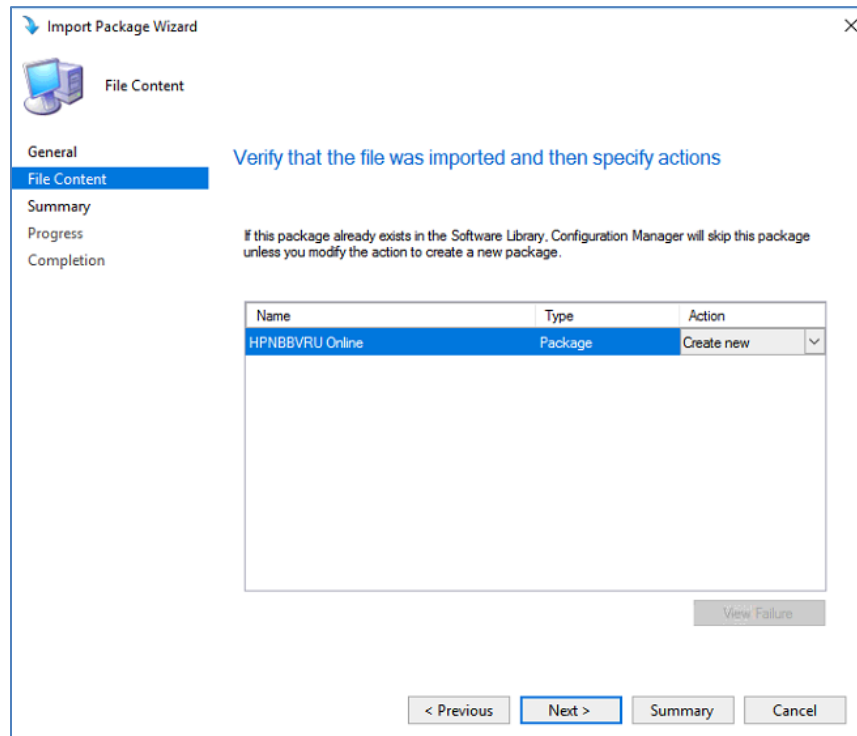 Import Package Wizard
File Content
General
File Content
Summary
Progress
Completion
Verify that the file was imported and then specify actions
If this package already exists in the Software Library, Configuration Manager will skip this package
unless you modify the action to create a new package.
Name Type Action
HPNBBVRU Online Package Create new
View Failure
< Previous Next > Summary Cancel